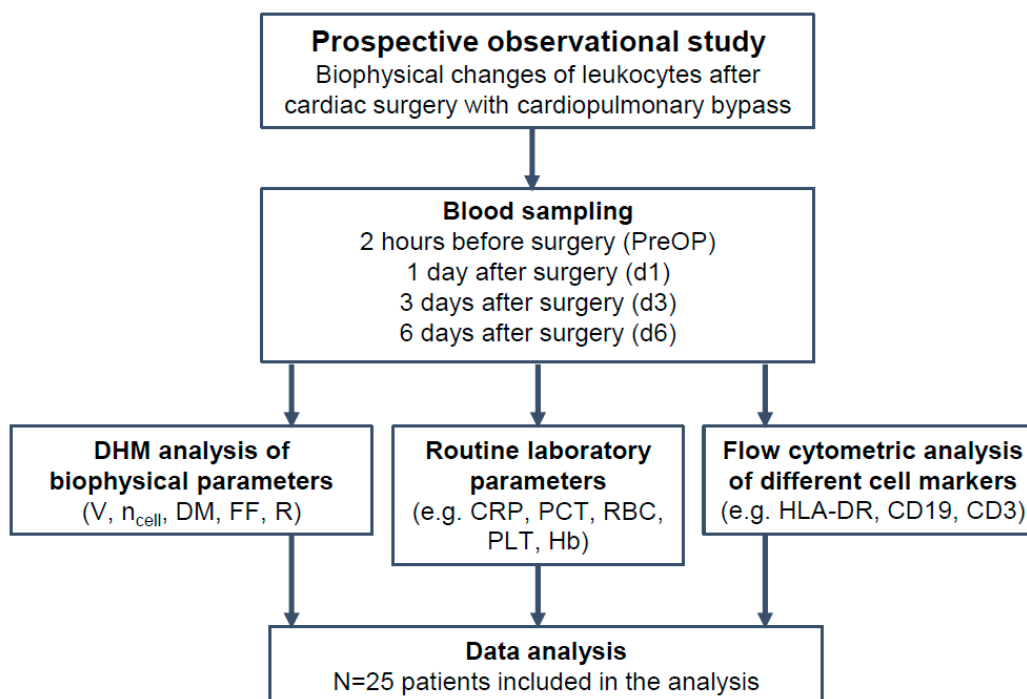 Prospective observational study
Biophysical changes of leukocytes after
cardiac surgery with cardiopulmonary bypass
Blood sampling
2 hours before surgery (PreOP)
1 day after surgery (d1)
3 days after surgery (d3)
6 days after surgery (d6)
DHM analysis of
biophysical parameters
(V, n_cell, DM, FF, R)
Routine laboratory
parameters
(e.g. CRP, PCT, RBC,
PLT, Hb)
Flow cytometric analysis
of different cell markers
(e.g. HLA-DR, CD19, CD3)
Data analysis
N=25 patients included in the analysis